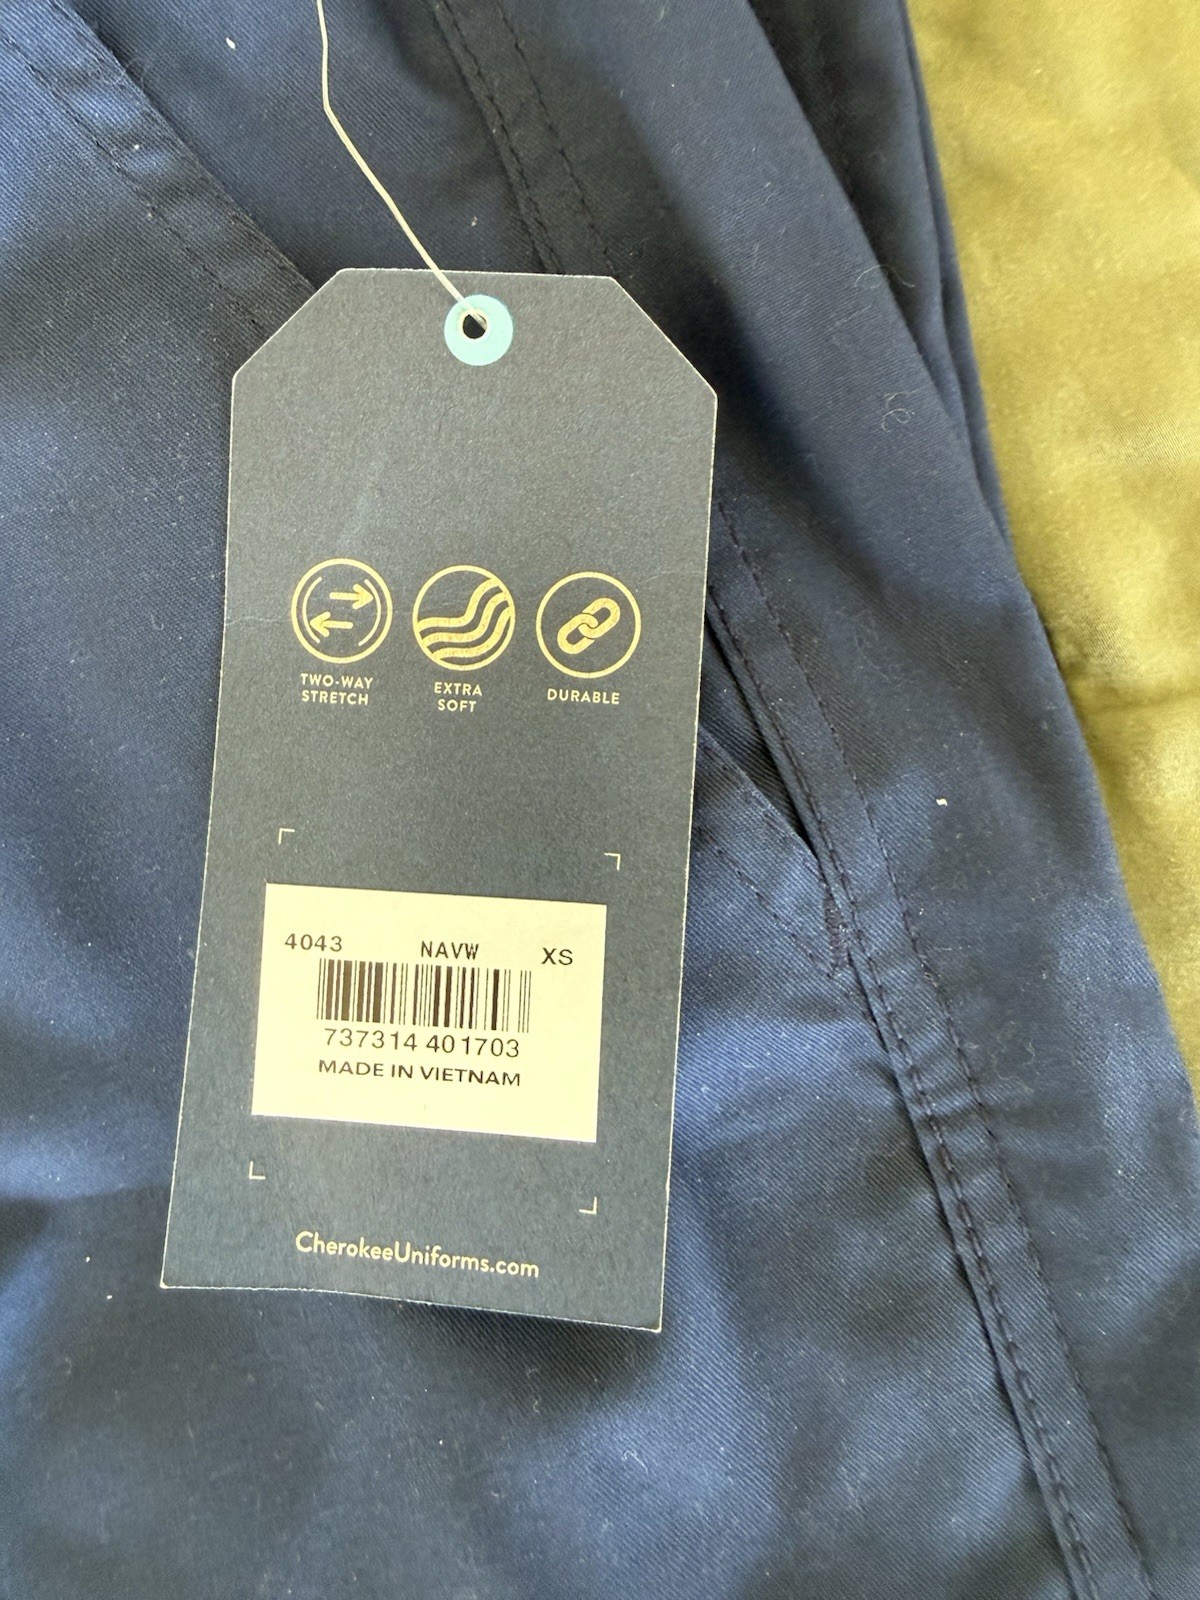 TWO-WAY
STRETCH
EXTRA
SOFT
DURABLE
4043 NAVW XS
737314 401703
MADE IN VIETNAM
CherokeeUniforms.com